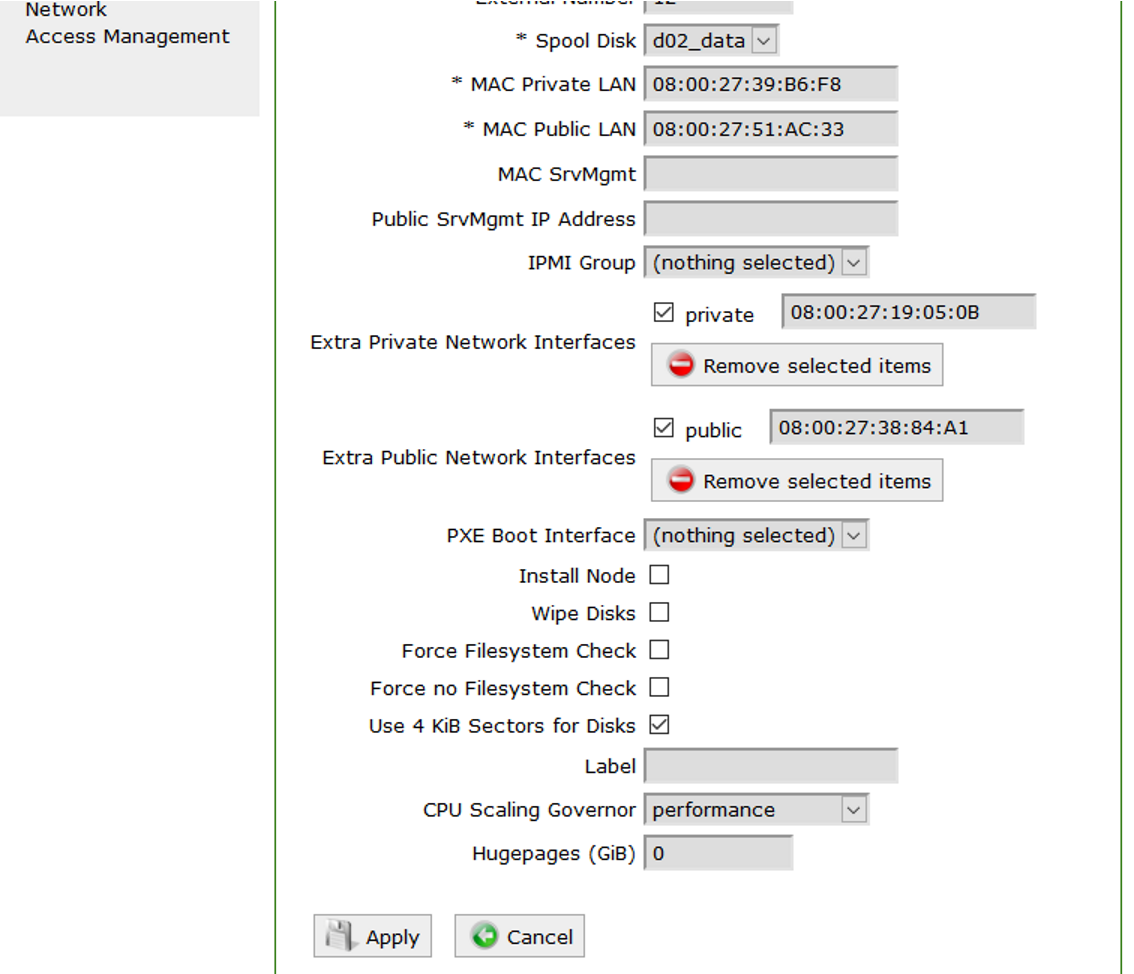 Network
Access Management
External Number 12
* Spool Disk d02_data
* MAC Private LAN 08:00:27:39:B6:F8
* MAC Public LAN 08:00:27:51:AC:33
MAC SrvMgmt
Public SrvMgmt IP Address
IPMI Group (nothing selected)
private 08:00:27:19:05:0B
Extra Private Network Interfaces
Remove selected items
public 08:00:27:38:84:A1
Extra Public Network Interfaces
Remove selected items
PXE Boot Interface (nothing selected)
Install Node
Wipe Disks
Force Filesystem Check
Force no Filesystem Check
Use 4 KiB Sectors for Disks
Label
CPU Scaling Governor performance
Hugepages (GiB) 0
Apply Cancel